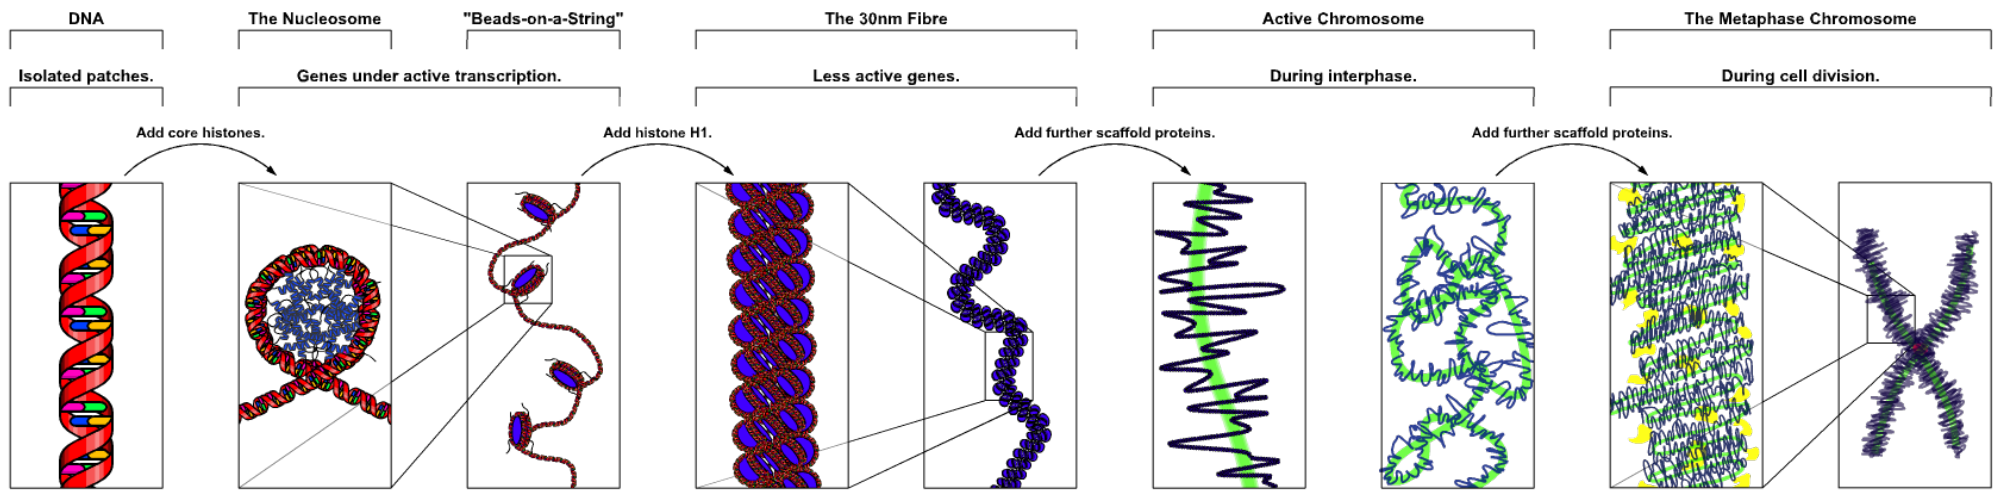 DNA
The Nucleosome
"Beads-on-a-String"
The 30nm Fibre
Active Chromosome
The Metaphase Chromosome
Isolated patches.
Genes under active transcription.
Less active genes.
During interphase.
During cell division.
Add core histones.
Add histone H1.
Add further scaffold proteins.
Add further scaffold proteins.